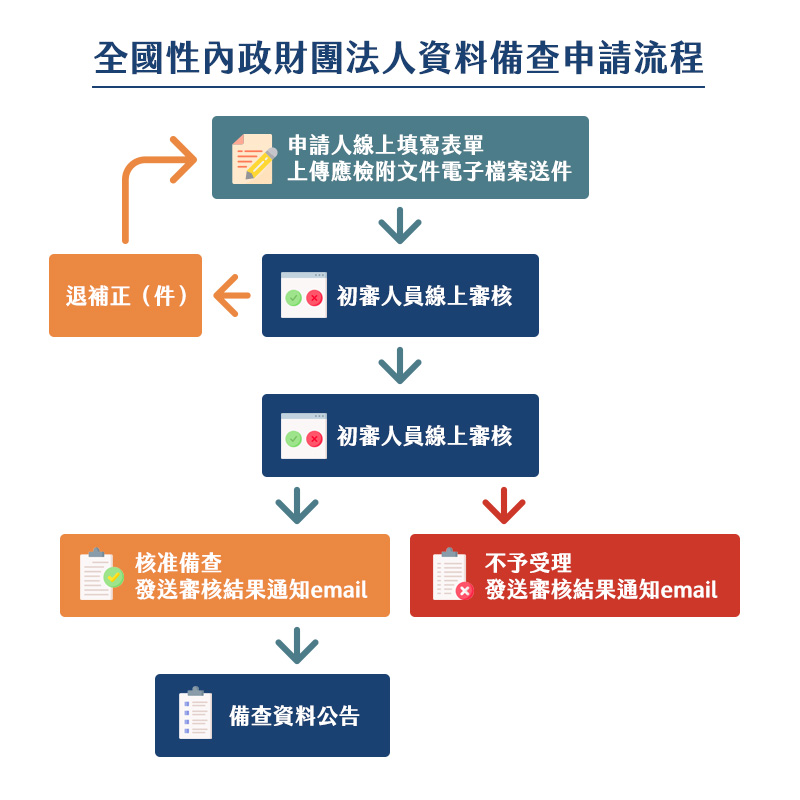 全國性內政財團法人資料備查申請流程
申請人線上填寫表單
上傳應檢附文件電子檔案送件
退補正（件）
初審人員線上審核
初審人員線上審核
核准備查
發送審核結果通知email
不予受理
發送審核結果通知email
備查資料公告